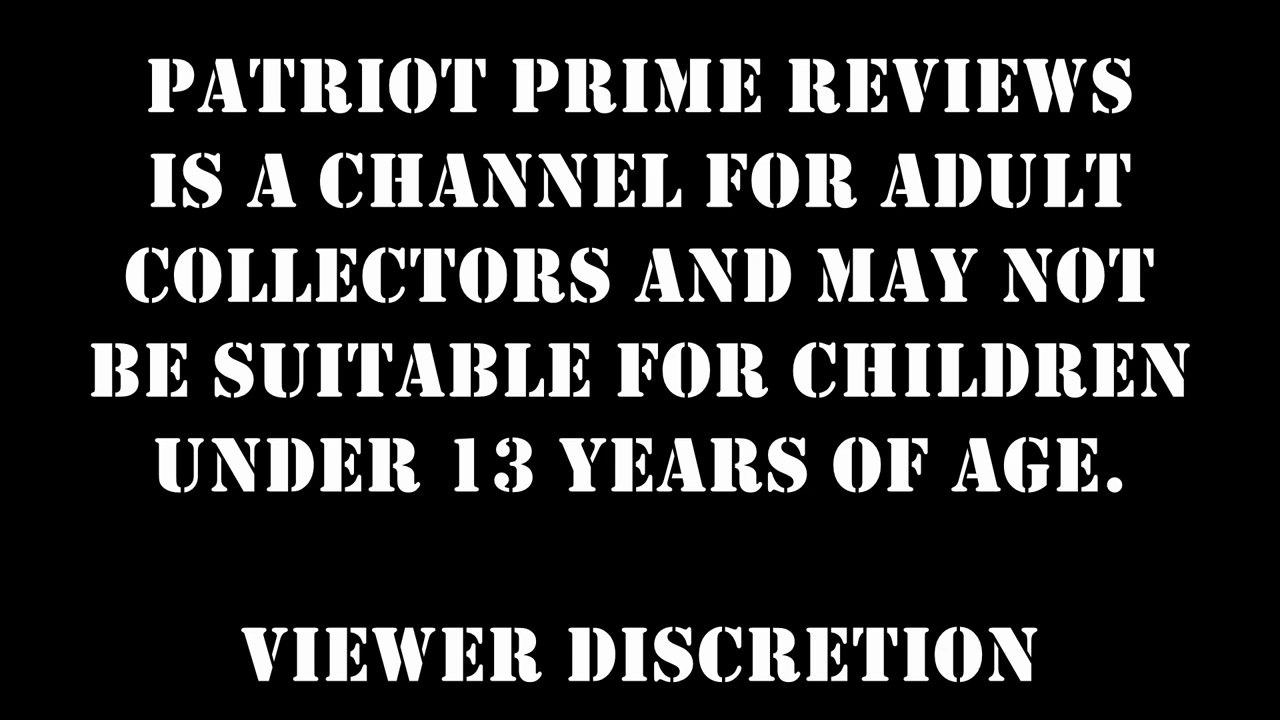 PATRIOT PRIME REVIEWS
IS A CHANNEL FOR ADULT
COLLECTORS AND MAY NOT
BE SUITABLE FOR CHILDREN
UNDER 13 YEARS OF AGE.
VIEWER DISCRETION